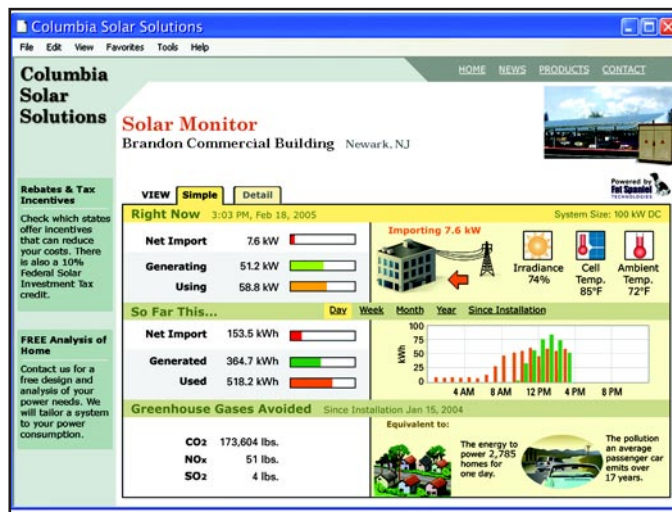 Columbia Solar Solutions
File Edit View Favorites Tools Help
HOME NEWS PRODUCTS CONTACT
Columbia
Solar
Solutions
Solar Monitor
Brandon Commercial Building Newark, NJ
Powered by
Fat Spaniel
TECHNOLOGIES
Rebates & Tax
Incentives
Check which states
offer incentives
that can reduce
your costs. There
is also a 10%
Federal Solar
Investment Tax
credit.
FREE Analysis of
Home
Contact us for a
free design and
analysis of your
power needs. We
will tailor a system
to your power
consumption.
VIEW Simple Detail
Right Now 3:03 PM, Feb 18, 2005 System Size: 100 kW DC
Net Import 7.6 kW
Generating 51.2 kW
Using 58.8 kW
Importing 7.6 kW
Irradiance
74%
Cell
Temp.
85°F
Ambient
Temp.
72°F
So Far This... Day Week Month Year Since Installation
Net Import 153.5 kWh
Generated 364.7 kWh
Used 518.2 kWh
kWh
100
75
50
25
0
4 AM 8 AM 12 PM 4 PM 8 PM
Greenhouse Gases Avoided Since Installation Jan 15, 2004
CO2 173,604 lbs.
NOx 51 lbs.
SO2 4 lbs.
Equivalent to:
The energy to
power 2,785
homes for
one day.
The pollution
an average
passenger car
emits over
17 years.